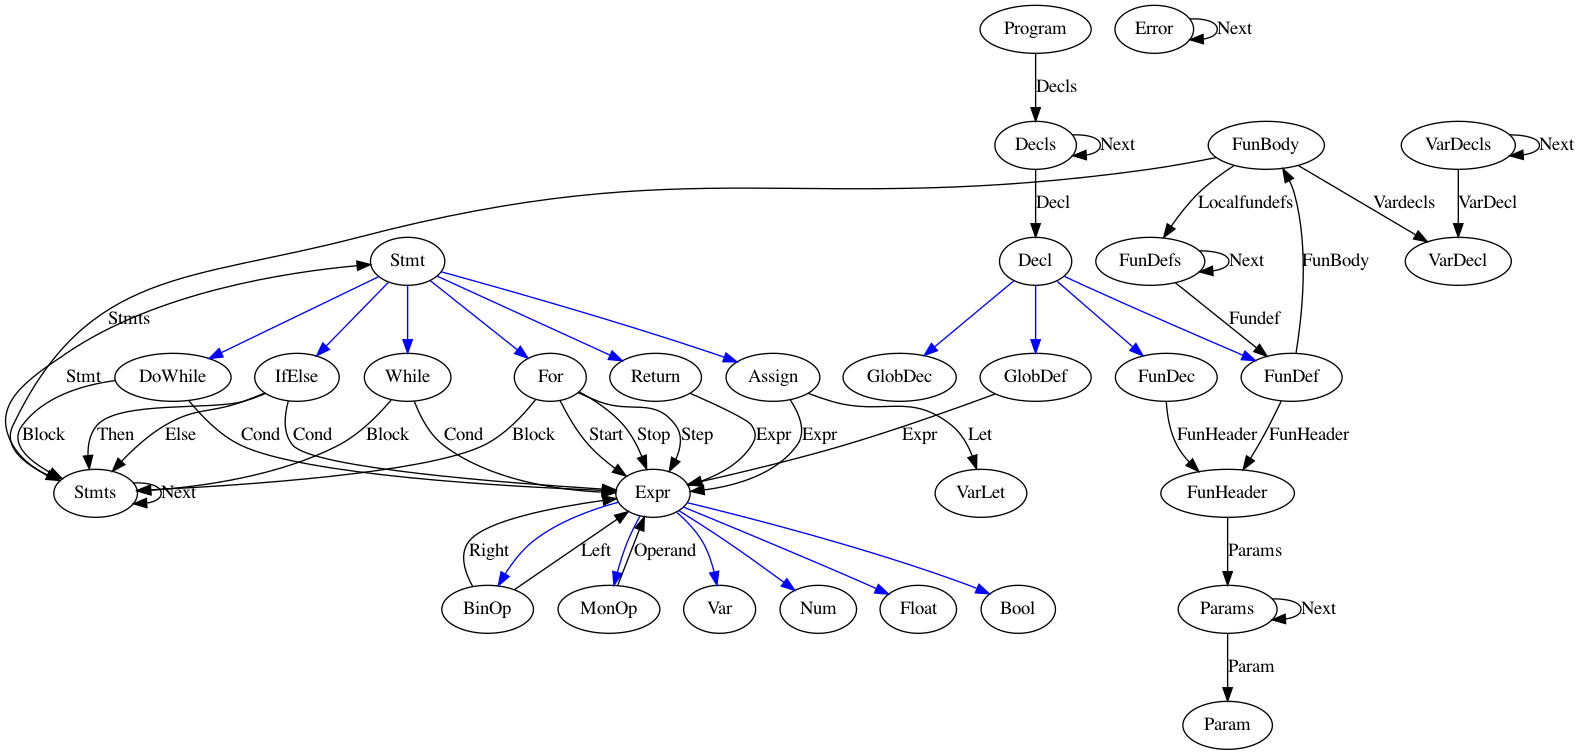 Program
Error
Next
Decls
Decls
Next
FunBody
VarDecls
Next
Decl
Localfundefs
Vardecls
VarDecl
Stmt
Decl
FunDefs
Next
FunBody
VarDecl
Stmts
Fundef
Stmt
DoWhile
IfElse
While
For
Return
Assign
GlobDec
GlobDef
FunDec
FunDef
Block
Then
Else
Cond
Cond
Block
Cond
Block
Start
Stop
Step
Expr
Expr
Expr
Let
FunHeader
FunHeader
Stmts
Next
Expr
VarLet
FunHeader
Right
Left
Operand
Params
BinOp
MonOp
Var
Num
Float
Bool
Params
Next
Param
Param